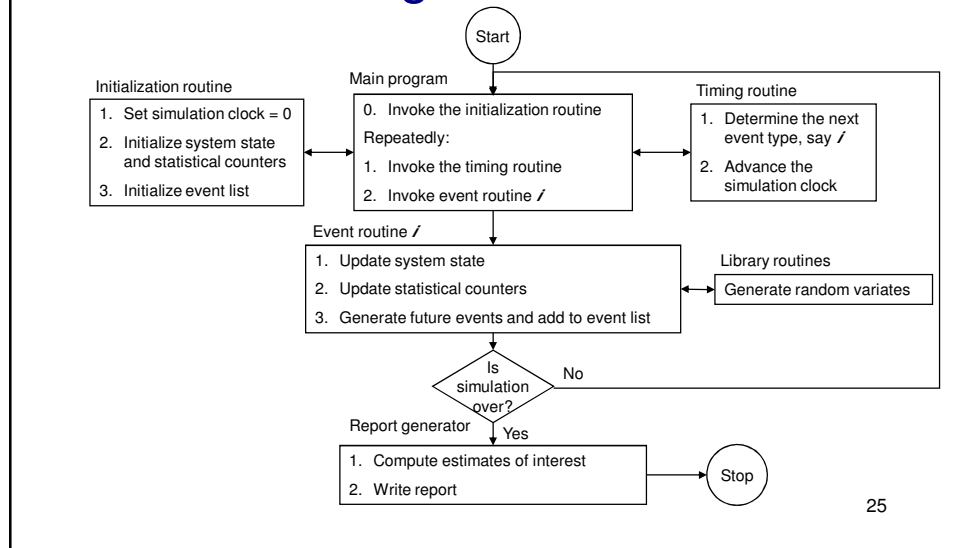 Start
Initialization routine
1. Set simulation clock = 0
2. Initialize system state
and statistical counters
3. Initialize event list
Main program
0. Invoke the initialization routine
Repeatedly:
1. Invoke the timing routine
2. Invoke event routine i
Timing routine
1. Determine the next
event type, say i
2. Advance the
simulation clock
Event routine i
1. Update system state
2. Update statistical counters
3. Generate future events and add to event list
Library routines
Generate random variates
Is
simulation
over?
No
Yes
Report generator
1. Compute estimates of interest
2. Write report
Stop
25